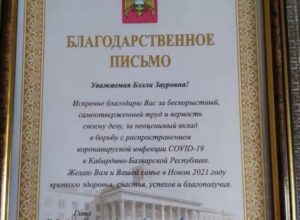 БЛАГОДАРСТВЕННОЕ
ПИСЬМО
Уважаемая Бэлла Зауровна!
Искренне благодарю Вас за бескорыстный,
самоотверженный труд и верность
своему делу, за неоценимый вклад
в борьбу с распространением
коронавирусной инфекции COVID-19
в Кабардино-Балкарской Республике.
Желаю Вам и Вашей семье в Новом 2021 году
крепкого здоровья, счастья, успехов и благополучия.
Глава